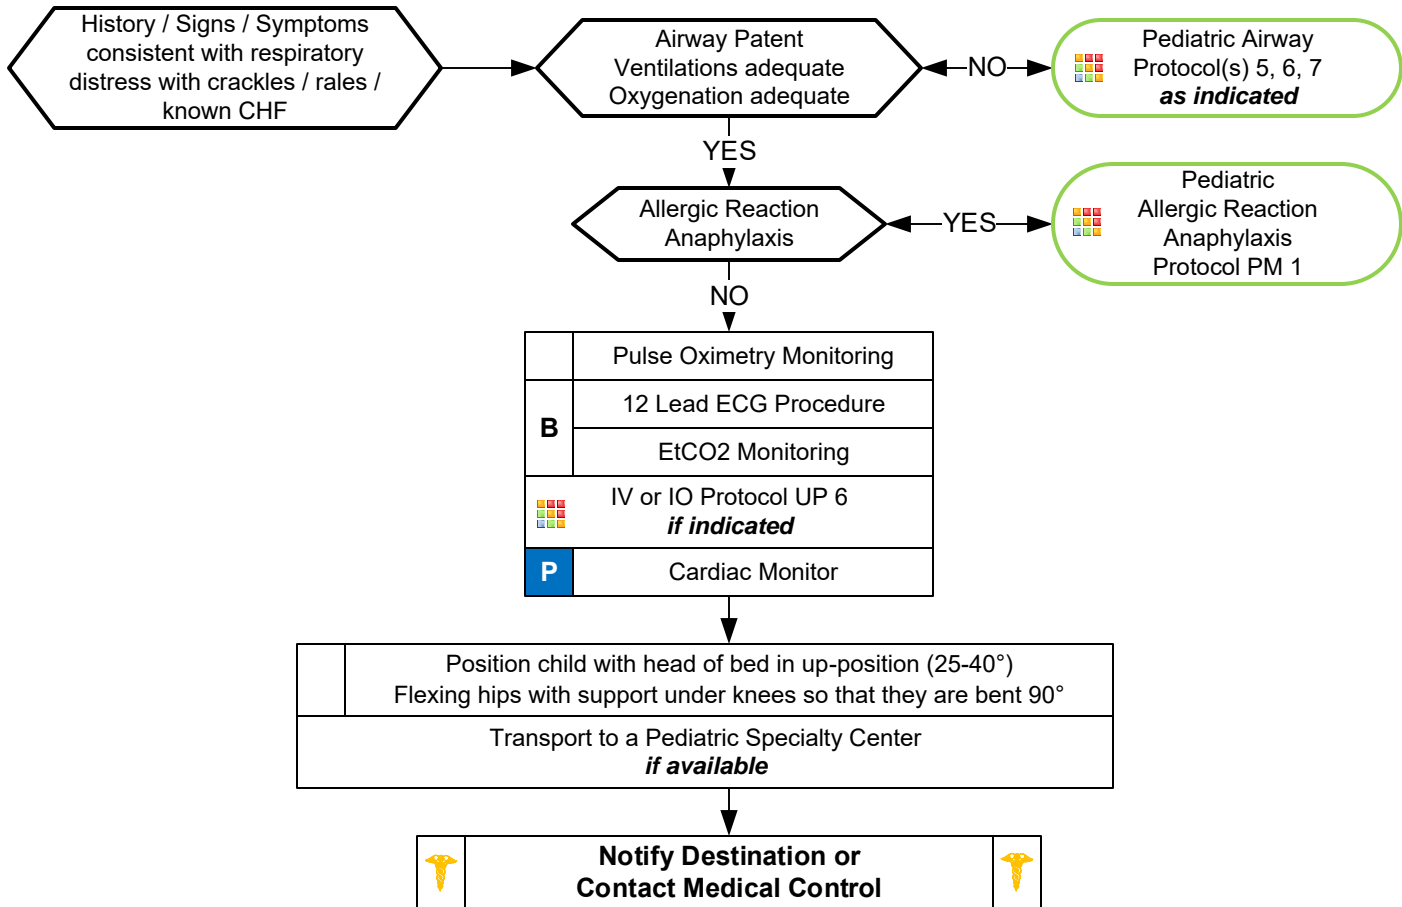 History / Signs / Symptoms
consistent with respiratory
distress with crackles / rales /
known CHF
Airway Patent
Ventilations adequate
Oxygenation adequate
NO
Pediatric Airway
Protocol(s) 5, 6, 7
as indicated
YES
Allergic Reaction
Anaphylaxis
YES
Pediatric
Allergic Reaction
Anaphylaxis
Protocol PM 1
NO
Pulse Oximetry Monitoring
B
12 Lead ECG Procedure
EtCO2 Monitoring
IV or IO Protocol UP 6
if indicated
P
Cardiac Monitor
Position child with head of bed in up-position (25-40°)
Flexing hips with support under knees so that they are bent 90°
Transport to a Pediatric Specialty Center
if available
Notify Destination or
Contact Medical Control